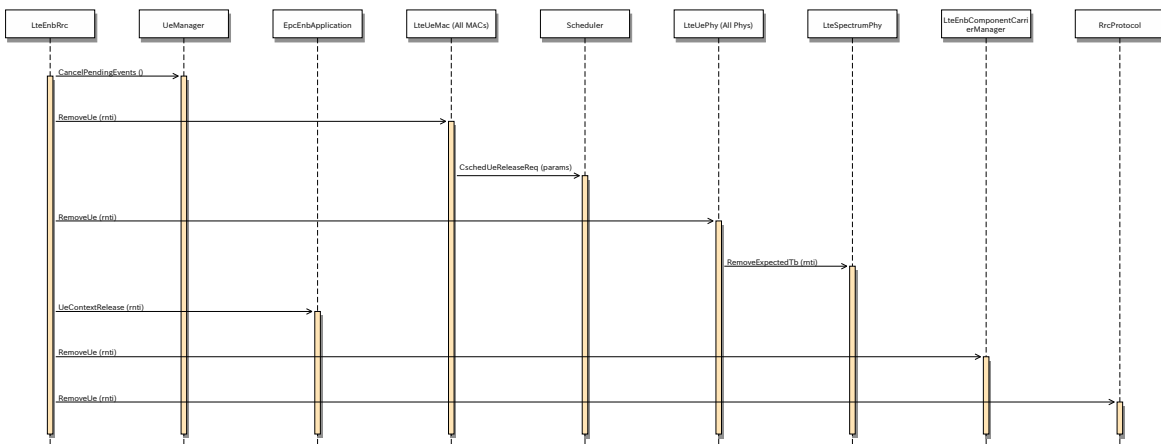 LteEnbRrc
UeManager
EpcEnbApplication
LteUeMac (All MACs)
Scheduler
LteUePhy (All Phys)
LteSpectrumPhy
LteEnbComponentCarri
erManager
RrcProtocol
CancelPendingEvents ()
RemoveUe (rnti)
CschedUeReleaseReq (params)
RemoveUe (rnti)
RemoveExpectedTb (rnti)
UeContextRelease (rnti)
RemoveUe (rnti)
RemoveUe (rnti)